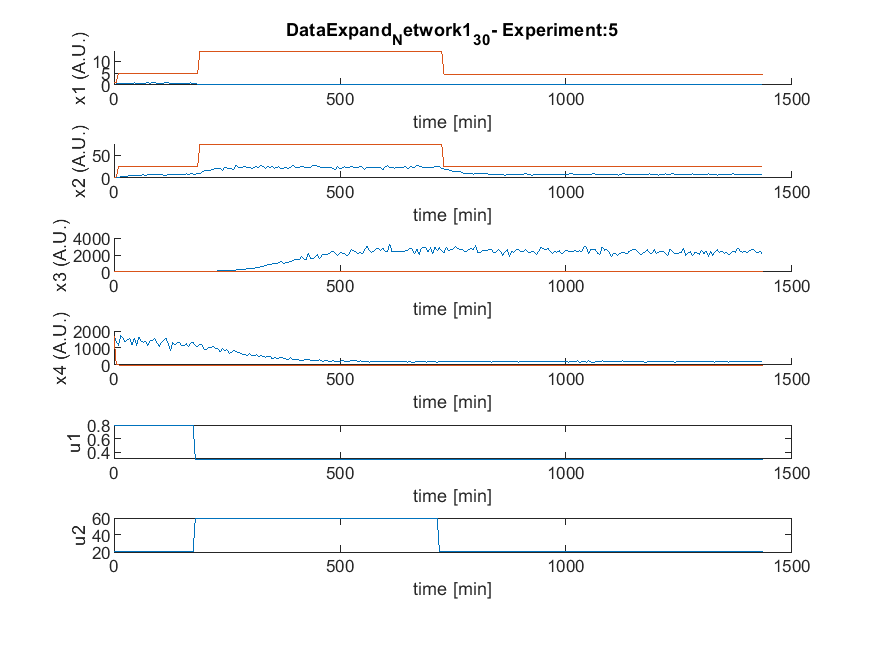 DataExpand_Network1_30- Experiment:5
x1 (A.U.)
10
5
0
0 500 1000 1500
time [min]
x2 (A.U.)
50
0
0 500 1000 1500
time [min]
x3 (A.U.)
4000
2000
0
0 500 1000 1500
time [min]
x4 (A.U.)
2000
1000
0
0 500 1000 1500
time [min]
u1
0.8
0.6
0.4
0 500 1000 1500
time [min]
u2
60
40
20
0 500 1000 1500
time [min]